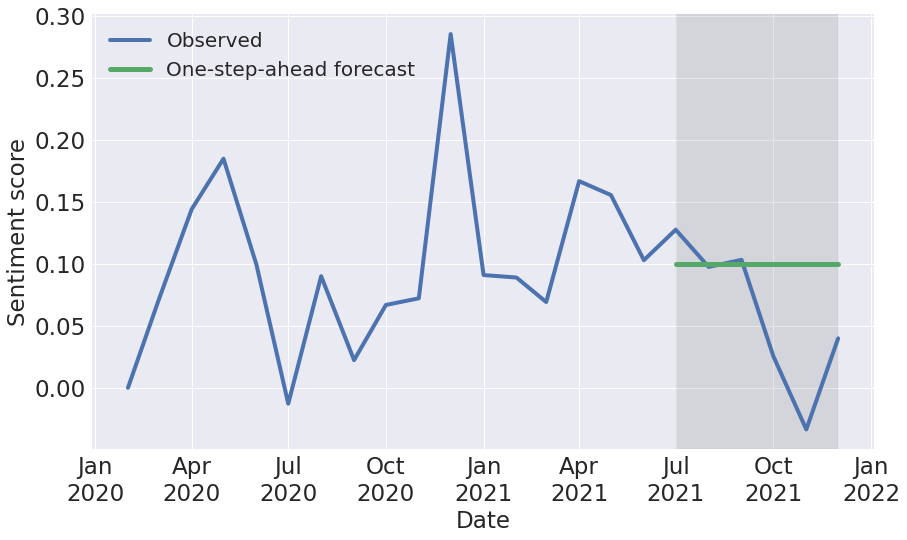 Observed
One-step-ahead forecast
0.30
0.25
0.20
0.15
0.10
0.05
0.00
Sentiment score
Jan Apr Jul Oct Jan Apr Jul Oct Jan
2020 2020 2020 2020 2021 2021 2021 2021 2022
Date